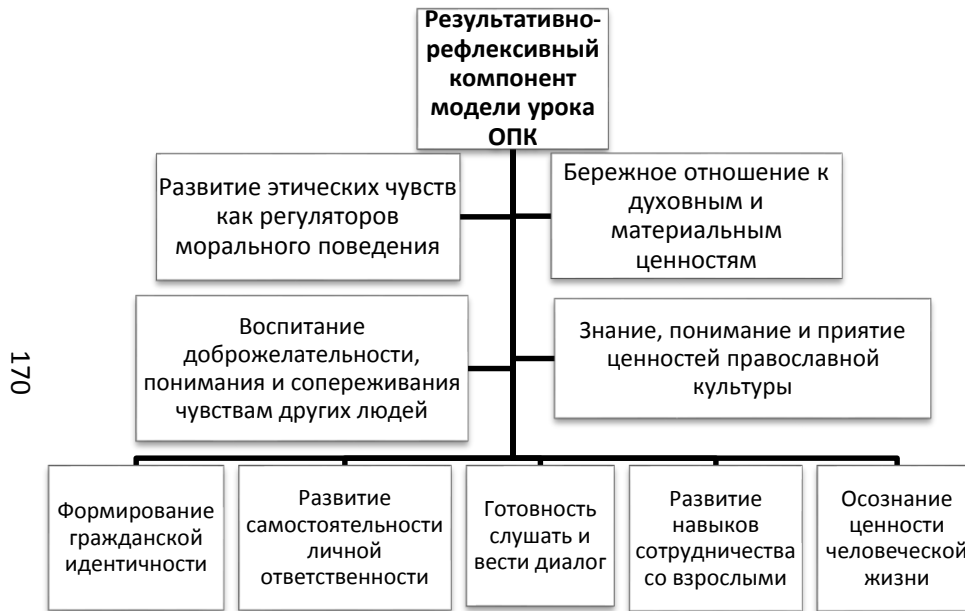 Результативно-
рефлексивный
компонент
модели урока
ОПК
Развитие этических чувств
как регуляторов
морального поведения
Бережное отношение к
духовным и
материальным
ценностям
Воспитание
доброжелательности,
понимания и сопереживания
чувствам других людей
Знание, понимание и приятие
ценностей православной
культуры
170
Формирование
гражданской
идентичности
Развитие
самостоятельности
личной
ответственности
Готовность
слушать и
вести диалог
Развитие
навыков
сотрудничества
со взрослыми
Осознание
ценности
человеческой
жизни